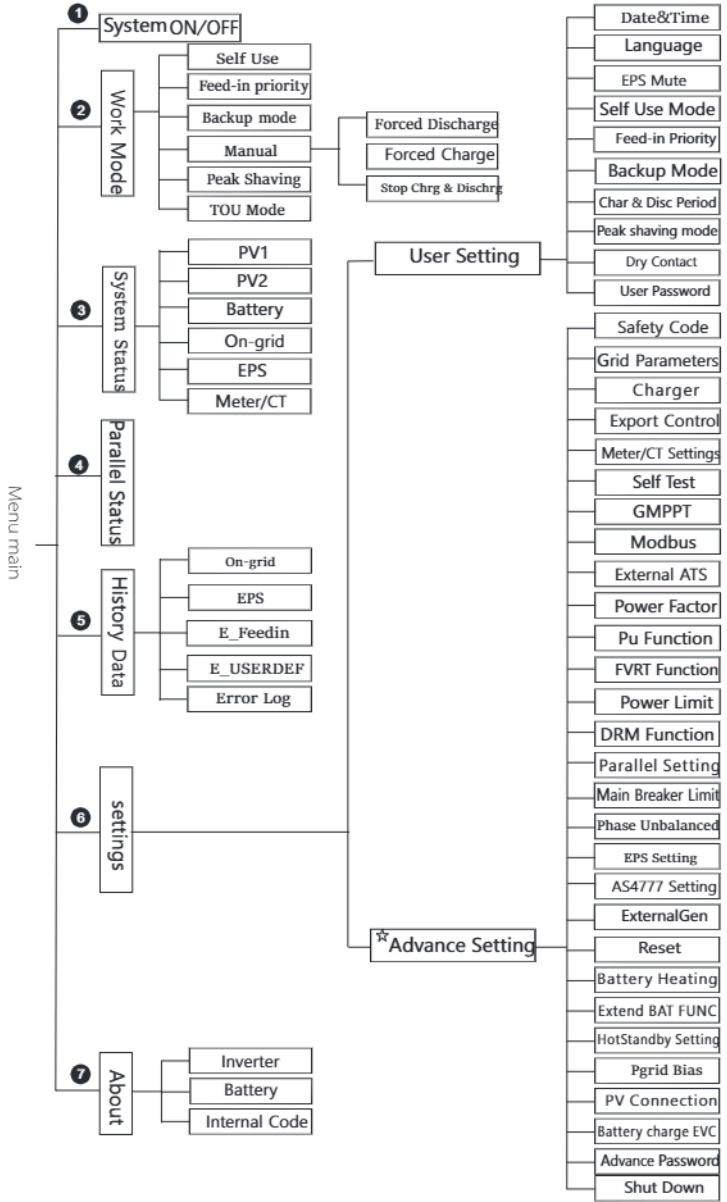 Menu main
1
System ON/OFF
2
Work Mode
Self Use
Feed-in priority
Backup mode
Manual
Peak Shaving
TOU Mode
Forced Discharge
Forced Charge
Stop Chrg & Dischrg
3
System Status
PV1
PV2
Battery
On-grid
EPS
Meter/CT
4
Parallel Status
5
History Data
On-grid
EPS
E_Feedin
E_USERDEF
Error Log
6
settings
User Setting
Date&Time
Language
EPS Mute
Self Use Mode
Feed-in Priority
Backup Mode
Char & Disc Period
Peak shaving mode
Dry Contact
User Password
☆Advance Setting
Safety Code
Grid Parameters
Charger
Export Control
Meter/CT Settings
Self Test
GMPPT
Modbus
External ATS
Power Factor
Pu Function
FVRT Function
Power Limit
DRM Function
Parallel Setting
Main Breaker Limit
Phase Unbalanced
EPS Setting
AS4777 Setting
ExternalGen
Reset
Battery Heating
Extend BAT FUNC
HotStandby Setting
Pgrid Bias
PV Connection
Battery charge EVC
Advance Password
Shut Down
7
About
Inverter
Battery
Internal Code